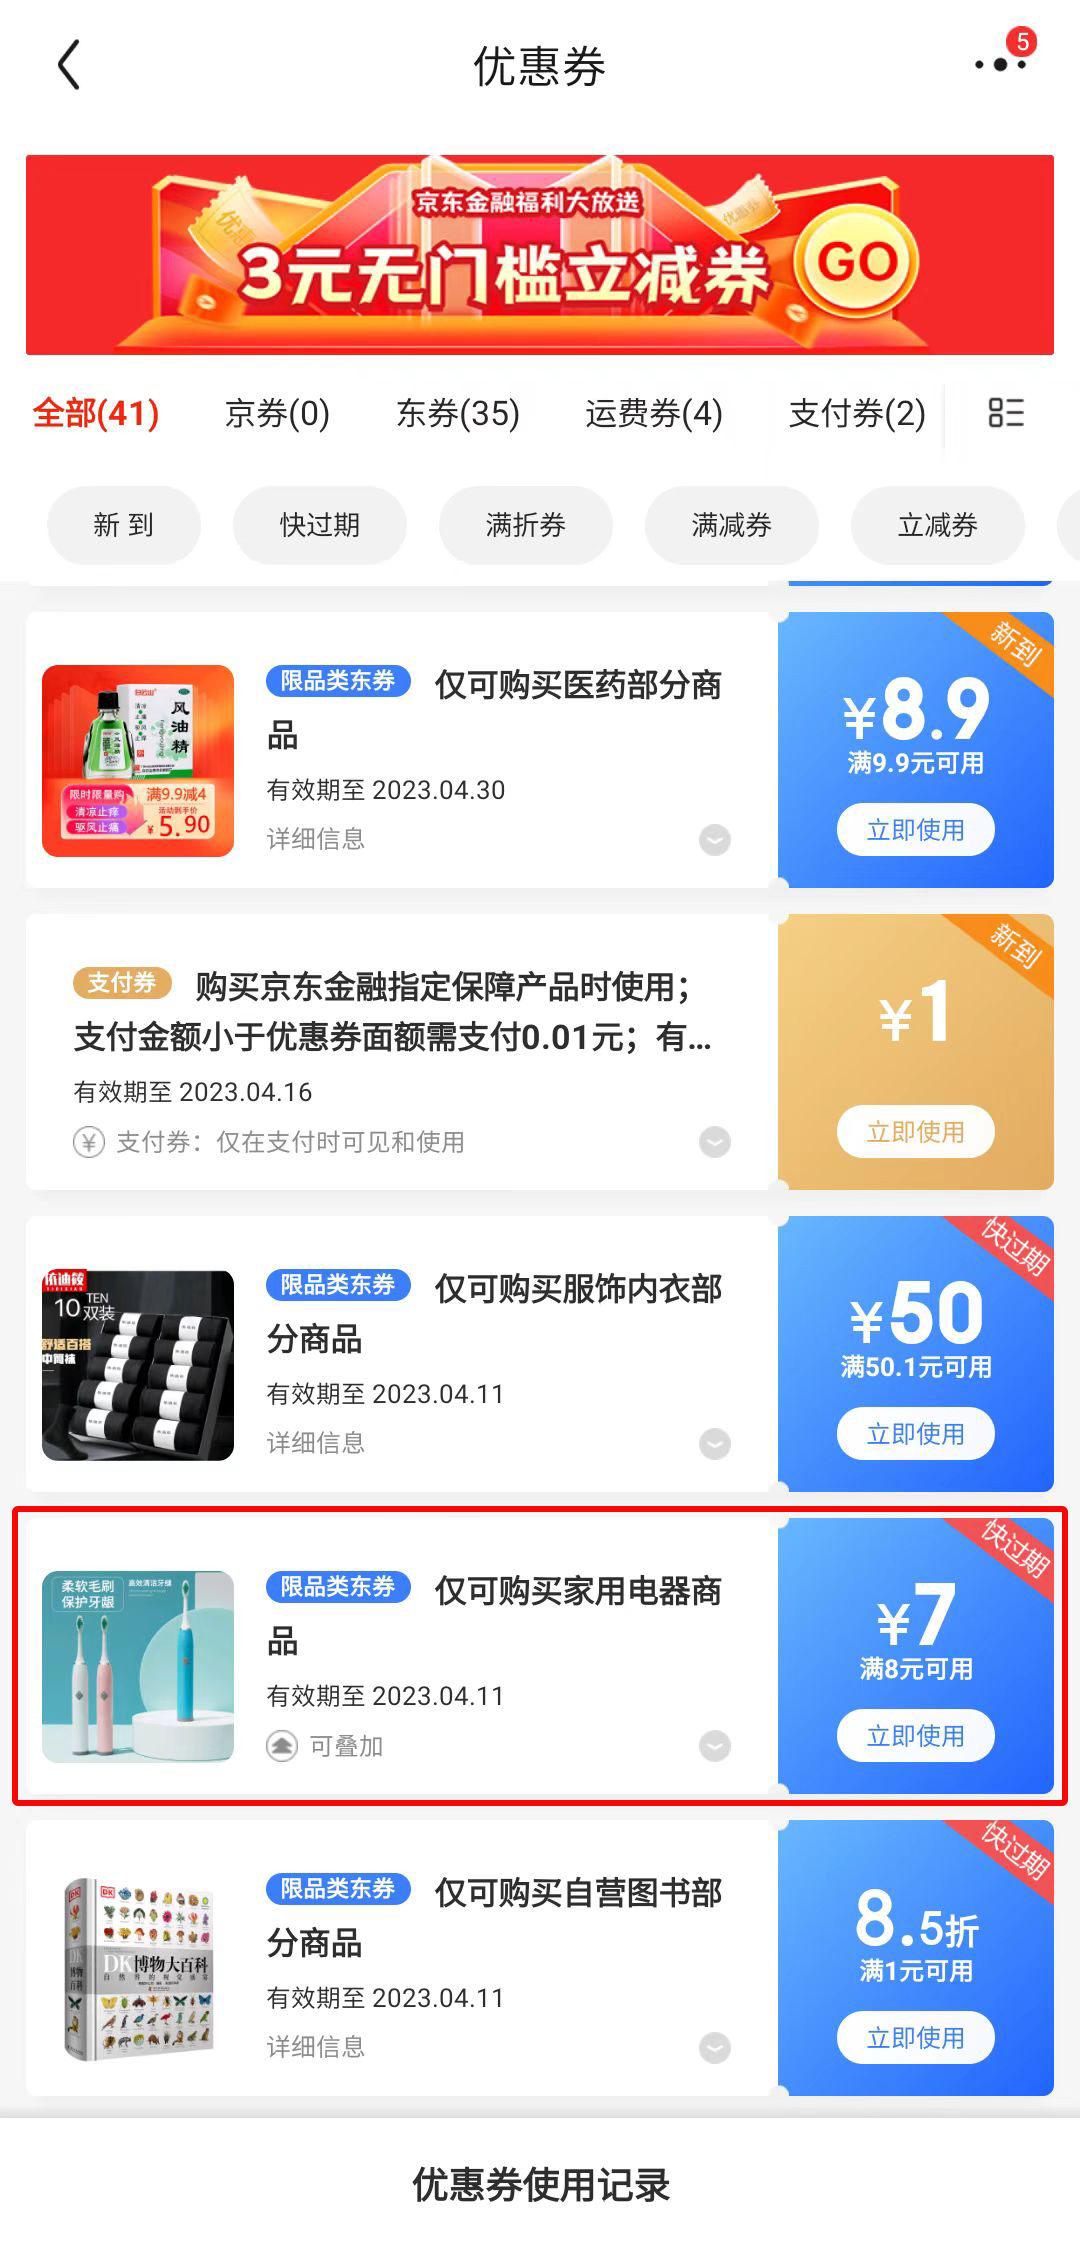 优惠券
5
京东金融福利大放送
3元无门槛立减券
GO
全部(41)
京券(0)
东券(35)
运费券(4)
支付券(2)
新到
快过期
满折券
满减券
立减券
白云山
风油精
限时限量购
清凉止痒
驱风止痛
满9.9减4
活动到手价
¥5.90
限品类东券 仅可购买医药部分商
品
有效期至 2023.04.30
详细信息
新到
¥8.9
满9.9元可用
立即使用
支付券 购买京东金融指定保障产品时使用；
支付金额小于优惠券面额需支付0.01元；有...
有效期至 2023.04.16
支付券：仅在支付时可见和使用
新到
¥1
立即使用
依迪菝
TEN
10双装
舒适百搭
中筒袜
限品类东券 仅可购买服饰内衣部
分商品
有效期至 2023.04.11
详细信息
快过期
¥50
满50.1元可用
立即使用
柔软毛刷
保护牙龈
高效清洁牙缝
限品类东券 仅可购买家用电器商
品
有效期至 2023.04.11
可叠加
快过期
¥7
满8元可用
立即使用
DK
DK博物大百科
自然界的视觉盛宴
限品类东券 仅可购买自营图书部
分商品
有效期至 2023.04.11
详细信息
快过期
8.5折
满1元可用
立即使用
优惠券使用记录